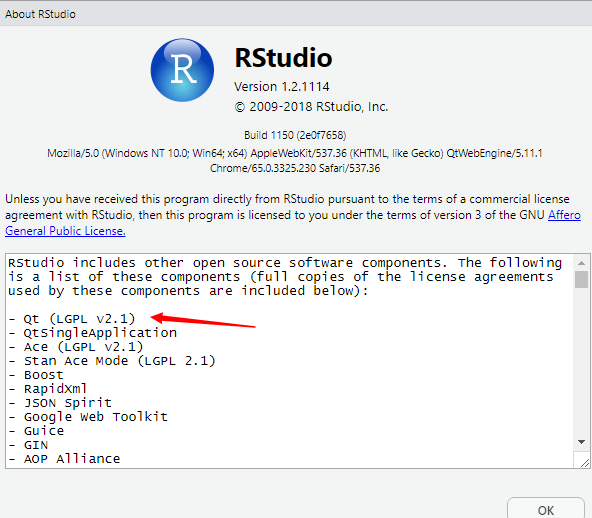 About RStudio
R
RStudio
Version 1.2.1114
© 2009-2018 RStudio, Inc.
Build 1150 (2e0f7658)
Mozilla/5.0 (Windows NT 10.0; Win64; x64) AppleWebKit/537.36 (KHTML, like Gecko) QtWebEngine/5.11.1
Chrome/65.0.3325.230 Safari/537.36
Unless you have received this program directly from RStudio pursuant to the terms of a commercial license
agreement with RStudio, then this program is licensed to you under the terms of version 3 of the GNU Affero
General Public License.
RStudio includes other open source software components. The following
is a list of these components (full copies of the license agreements
used by these components are included below):
- Qt (LGPL v2.1)
- QtSingleApplication
- Ace (LGPL v2.1)
- Stan Ace Mode (LGPL 2.1)
- Boost
- RapidXml
- JSON Spirit
- Google Web Toolkit
- Guice
- GIN
- AOP Alliance
OK